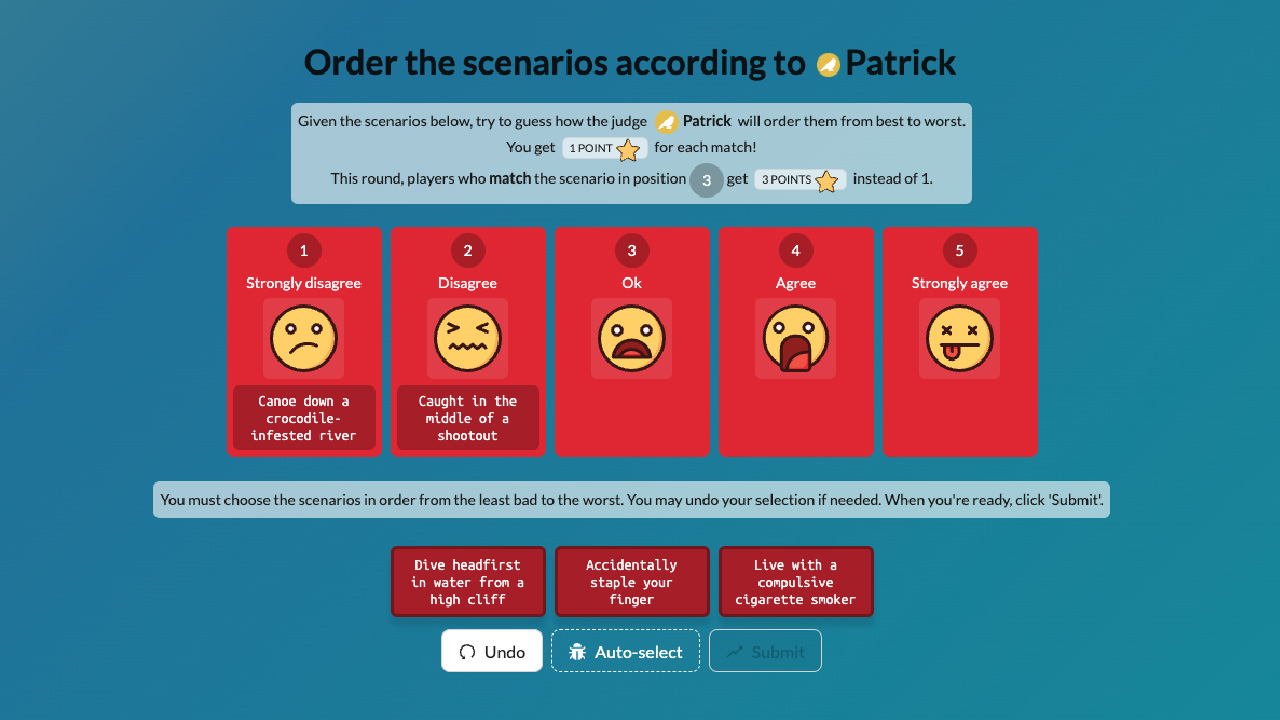 Order the scenarios according to Patrick
Given the scenarios below, try to guess how the judge Patrick will order them from best to worst.
You get 1 POINT for each match!
This round, players who match the scenario in position 3 get 3 POINTS instead of 1.
1
Strongly disagree
Canoe down a
crocodile-
infested river
2
Disagree
Caught in the
middle of a
shootout
3
Ok
4
Agree
5
Strongly agree
You must choose the scenarios in order from the least bad to the worst. You may undo your selection if needed. When you're ready, click 'Submit'.
Dive headfirst
in water from a
high cliff
Accidentally
staple your
finger
Live with a
compulsive
cigarette smoker
Undo
Auto-select
Submit